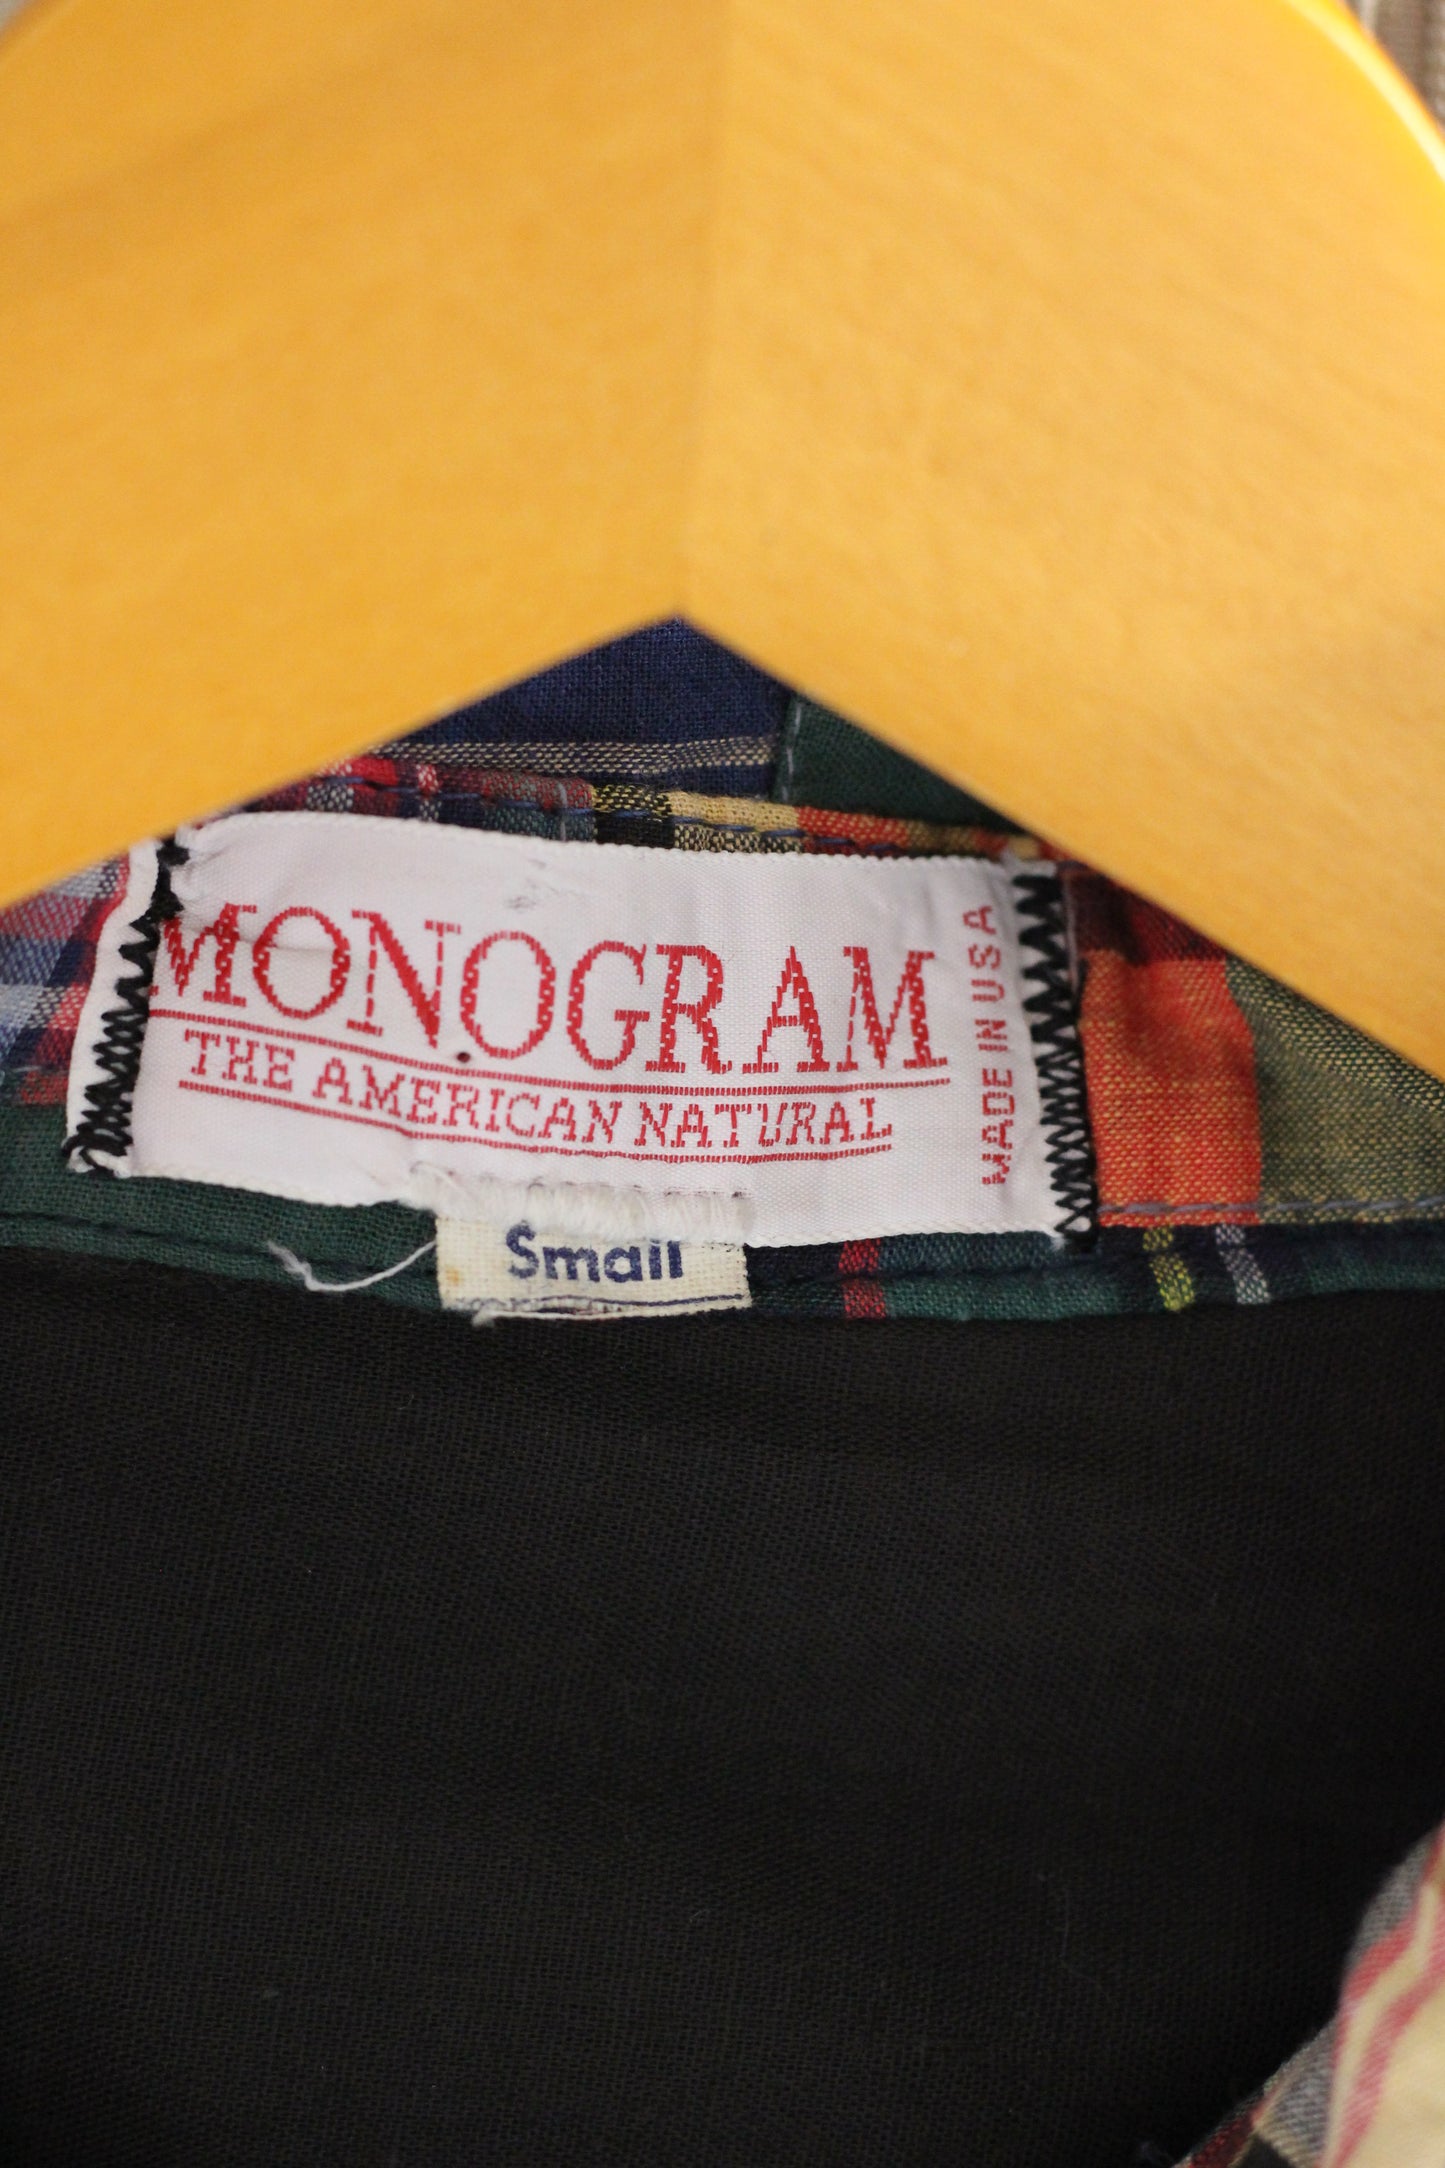 MONOGRAM
THE AMERICAN NATURAL
MADE IN USA
Small